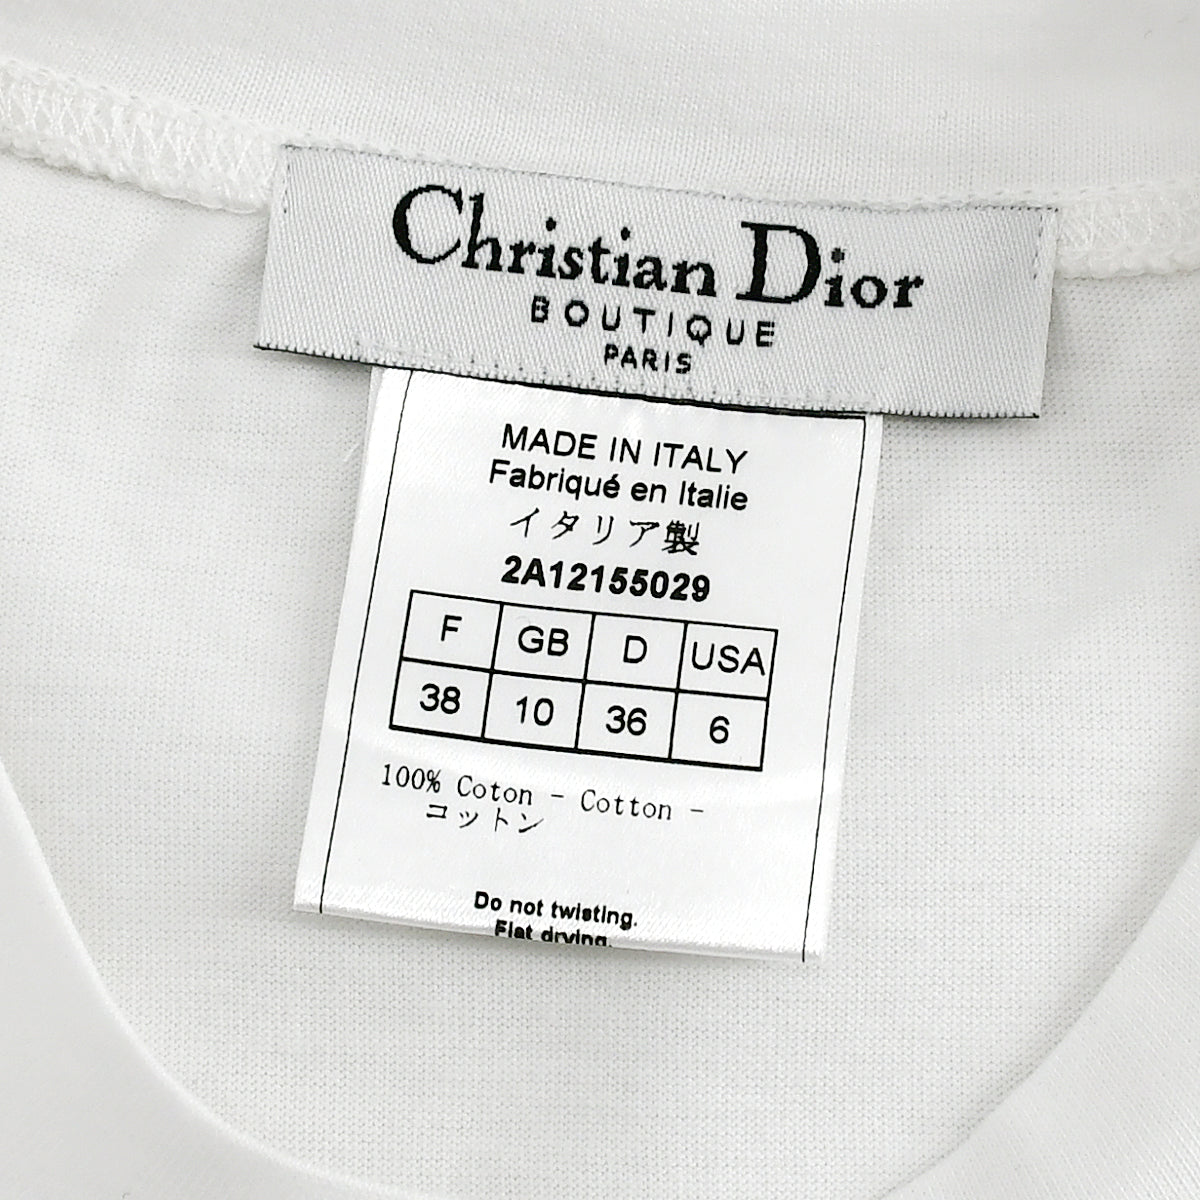 Christian Dior
BOUTIQUE
PARIS
MADE IN ITALY
Fabriqué en Italie
イタリア製
2A12155029
F GB D USA
38 10 36 6
100% Coton - Cotton -
コットン
Do not twisting.
Flat drying.